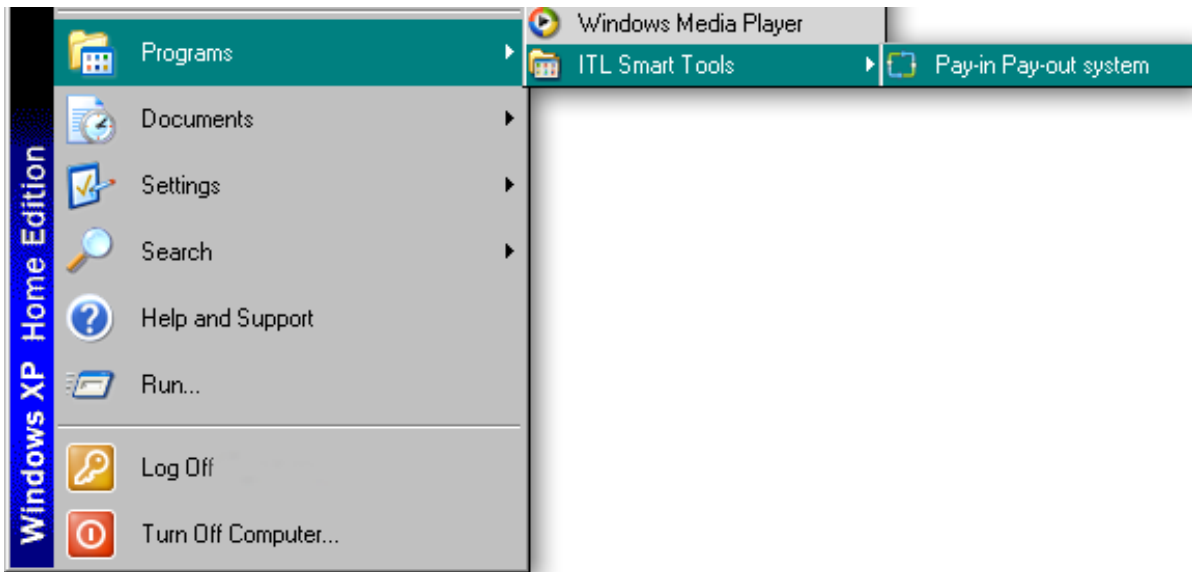 Windows Media Player
Programs
ITL Smart Tools
Pay-in Pay-out system
Documents
Settings
Search
Help and Support
Run...
Log Off
Turn Off Computer...
Windows XP Home Edition